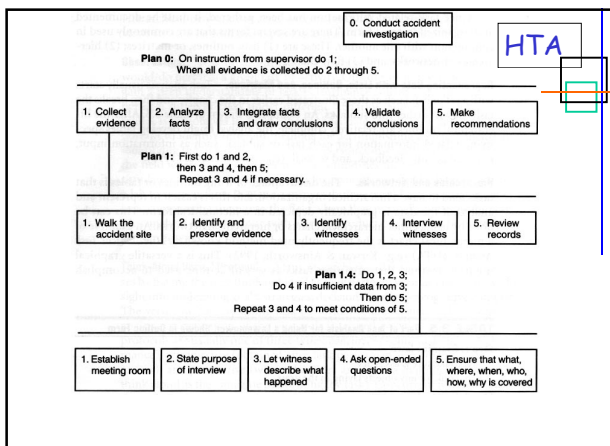 0. Conduct accident
investigation
HTA
Plan 0: On instruction from supervisor do 1;
When all evidence is collected do 2 through 5.
1. Collect
evidence
2. Analyze
facts
3. Integrate facts
and draw conclusions
4. Validate
conclusions
5. Make
recommendations
Plan 1: First do 1 and 2,
then 3 and 4, then 5;
Repeat 3 and 4 if necessary.
1. Walk the
accident site
2. Identify and
preserve evidence
3. Identify
witnesses
4. Interview
witnesses
5. Review
records
Plan 1.4: Do 1, 2, 3;
Do 4 if insufficient data from 3;
Then do 5;
Repeat 3 and 4 to meet conditions of 5.
1. Establish
meeting room
2. State purpose
of interview
3. Let witness
describe what
happened
4. Ask open-ended
questions
5. Ensure that what,
where, when, who,
how, why is covered